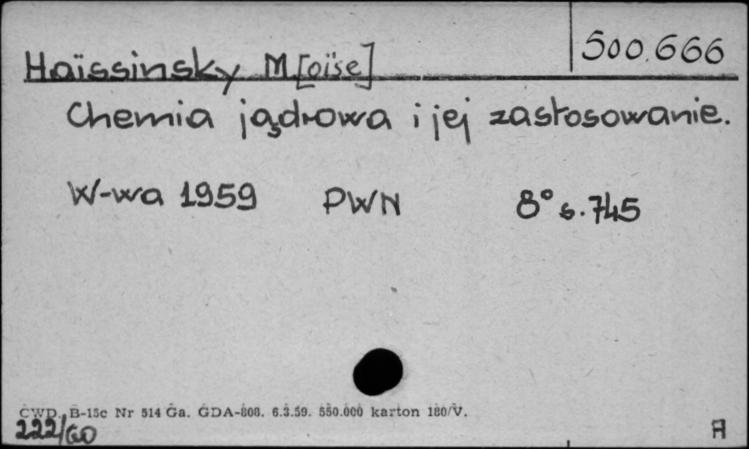 500.666
Haïssinsky M[oïse]
Chemia jądrowa i jej zastosowanie.
W-wa 1959 PWN 8° s. 745
CWD. B-15c Nr 514 Ga. GDA-808. 6.3.59. 550.000 karton 180/V.
222/60
A